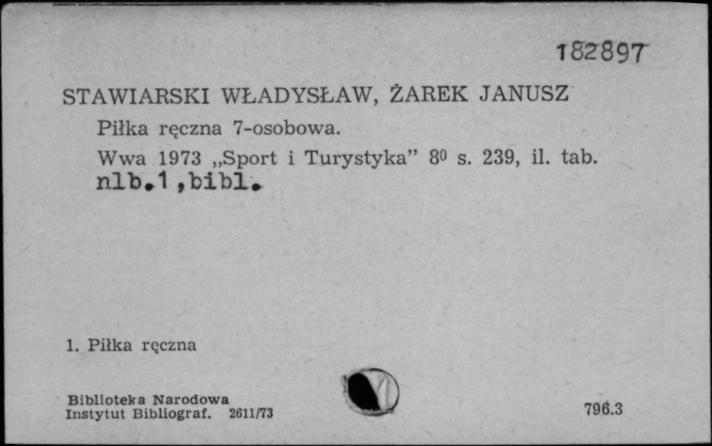 182897
STAWIARSKI WŁADYSŁAW, ŻAREK JANUSZ
Piłka ręczna 7-osobowa.
Wwa 1973 „Sport i Turystyka” 8⁰ s. 239, il. tab.
nlb.1,bibl.
1. Piłka ręczna
Biblioteka Narodowa
Instytut Bibliograf. 2611/73
796.3